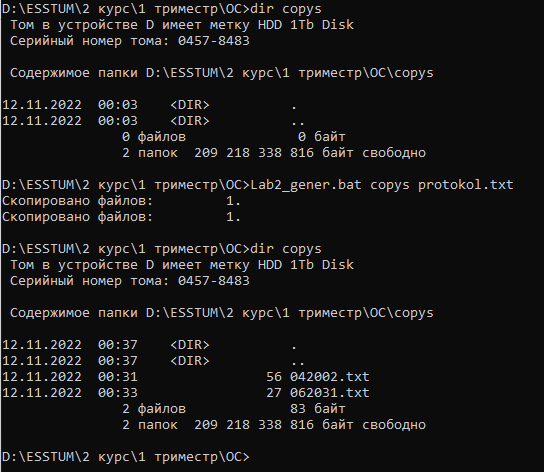 D:\ESSTUM\2 курс\1 триместр\ОС>dir copys
Том в устройстве D имеет метку HDD 1Tb Disk
Серийный номер тома: 0457-8483
Содержимое папки D:\ESSTUM\2 курс\1 триместр\ОС\copys
12.11.2022  00:03    <DIR>          .
12.11.2022  00:03    <DIR>          ..
0 файлов              0 байт
2 папок  209 218 338 816 байт свободно
D:\ESSTUM\2 курс\1 триместр\ОС>Lab2_gener.bat copys protokol.txt
Скопировано файлов:         1.
Скопировано файлов:         1.
D:\ESSTUM\2 курс\1 триместр\ОС>dir copys
Том в устройстве D имеет метку HDD 1Tb Disk
Серийный номер тома: 0457-8483
Содержимое папки D:\ESSTUM\2 курс\1 триместр\ОС\copys
12.11.2022  00:37    <DIR>          .
12.11.2022  00:37    <DIR>          ..
12.11.2022  00:31                56 042002.txt
12.11.2022  00:33                27 062031.txt
2 файлов             83 байт
2 папок  209 218 338 816 байт свободно
D:\ESSTUM\2 курс\1 триместр\ОС>